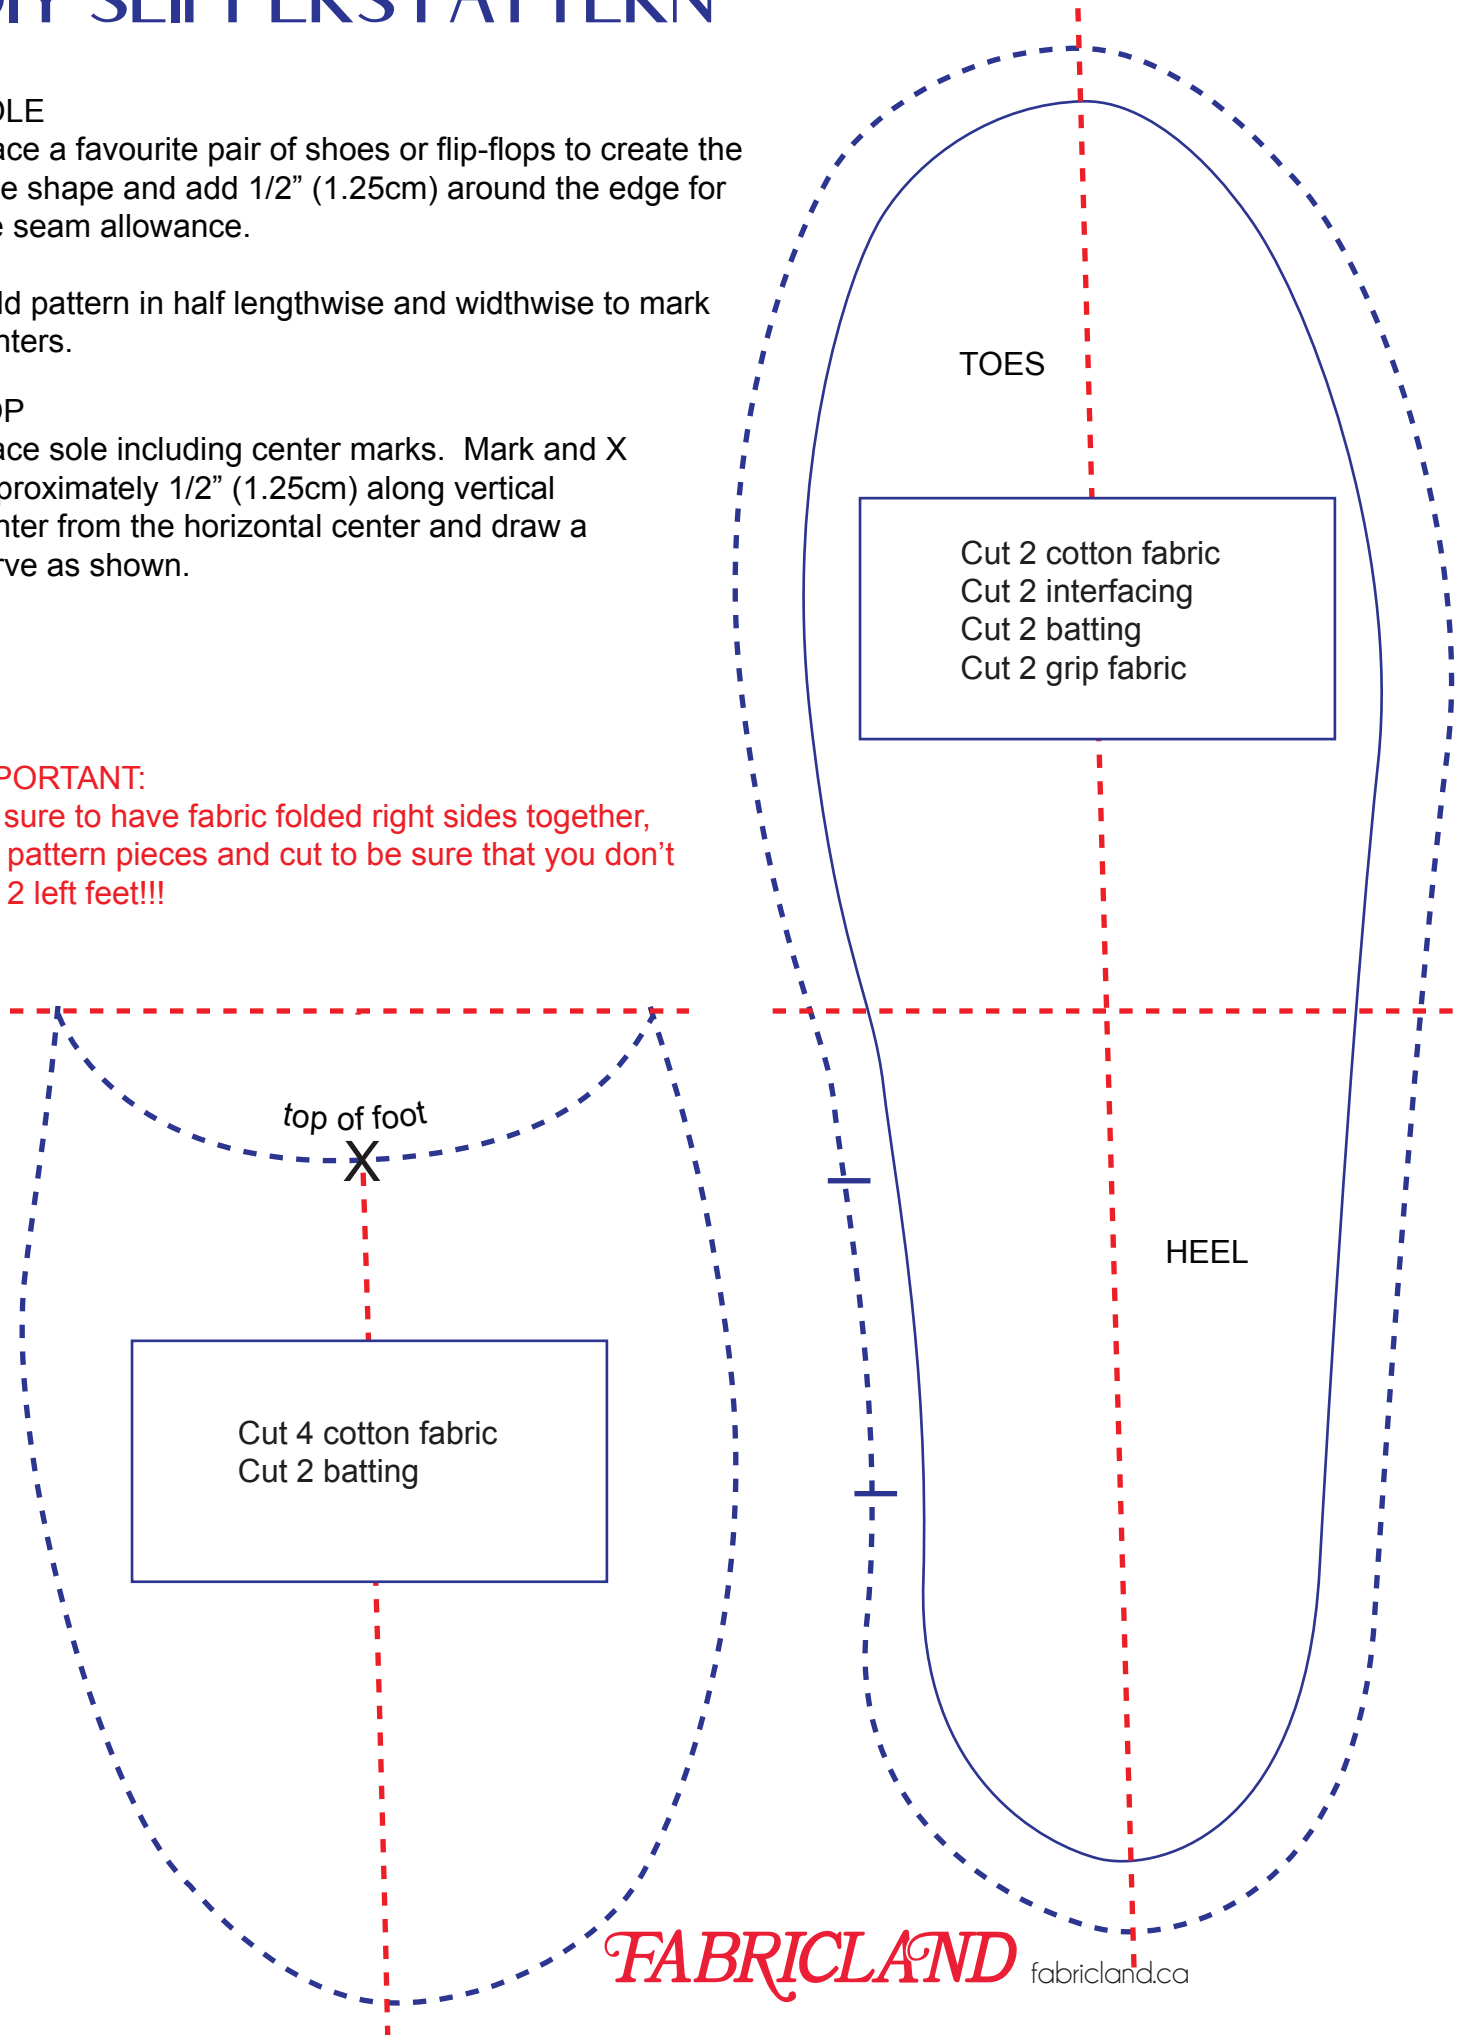 DIY SLIPPERS PATTERN
OLE
ace a favourite pair of shoes or flip-flops to create the
e shape and add 1/2” (1.25cm) around the edge for
e seam allowance.
ld pattern in half lengthwise and widthwise to mark
nters.
OP
ace sole including center marks.  Mark and X
proximately 1/2” (1.25cm) along vertical
nter from the horizontal center and draw a
rve as shown.
PORTANT:
sure to have fabric folded right sides together,
pattern pieces and cut to be sure that you don’t
2 left feet!!!
top of foot
X
Cut 4 cotton fabric
Cut 2 batting
TOES
Cut 2 cotton fabric
Cut 2 interfacing
Cut 2 batting
Cut 2 grip fabric
HEEL
FABRICLAND fabricland.ca